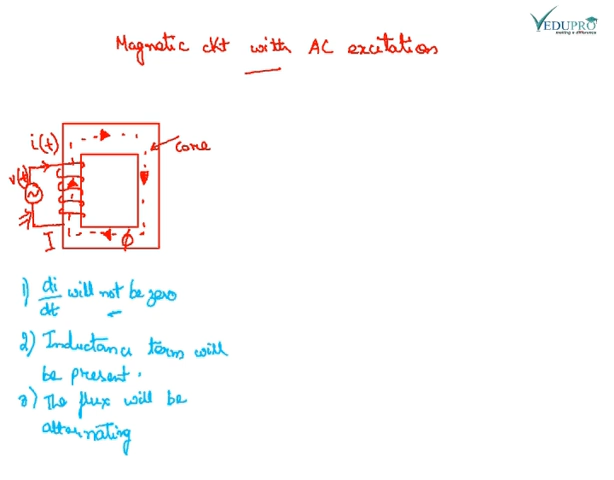 VEDUPRO
making a difference
Magnetic ckt with AC excitations
i(t)
core
v(t)
I
ϕ
1) di/dt will not be zero
2) Inductance term will
be present.
3) The flux will be
alternating